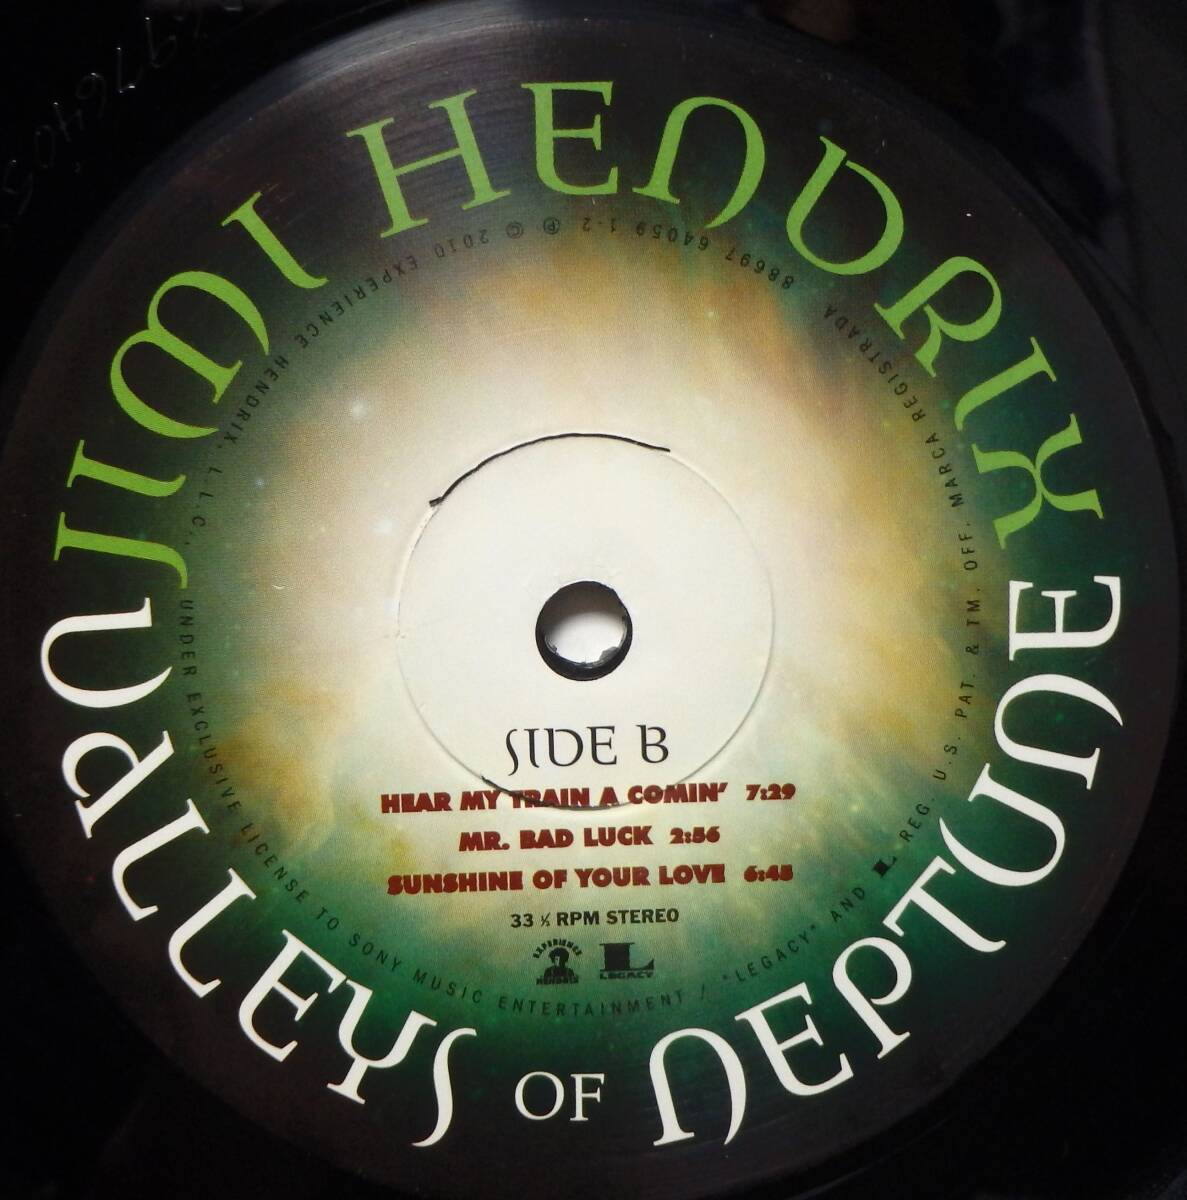 JIMI HENDRIX
VALLEYS OF NEPTUNE
SIDE B
HEAR MY TRAIN A COMIN' 7:29
MR. BAD LUCK 2:56
SUNSHINE OF YOUR LOVE 6:45
33 ⅓ RPM STEREO
EXPERIENCE
HENDRIX
L
LEGACY
88697 64059 1-2 ℗ © 2010 EXPERIENCE HENDRIX, L.L.C., UNDER EXCLUSIVE LICENSE TO SONY MUSIC ENTERTAINMENT / "LEGACY" AND L REG. U.S. PAT. & TM. OFF. MARCA REGISTRADA